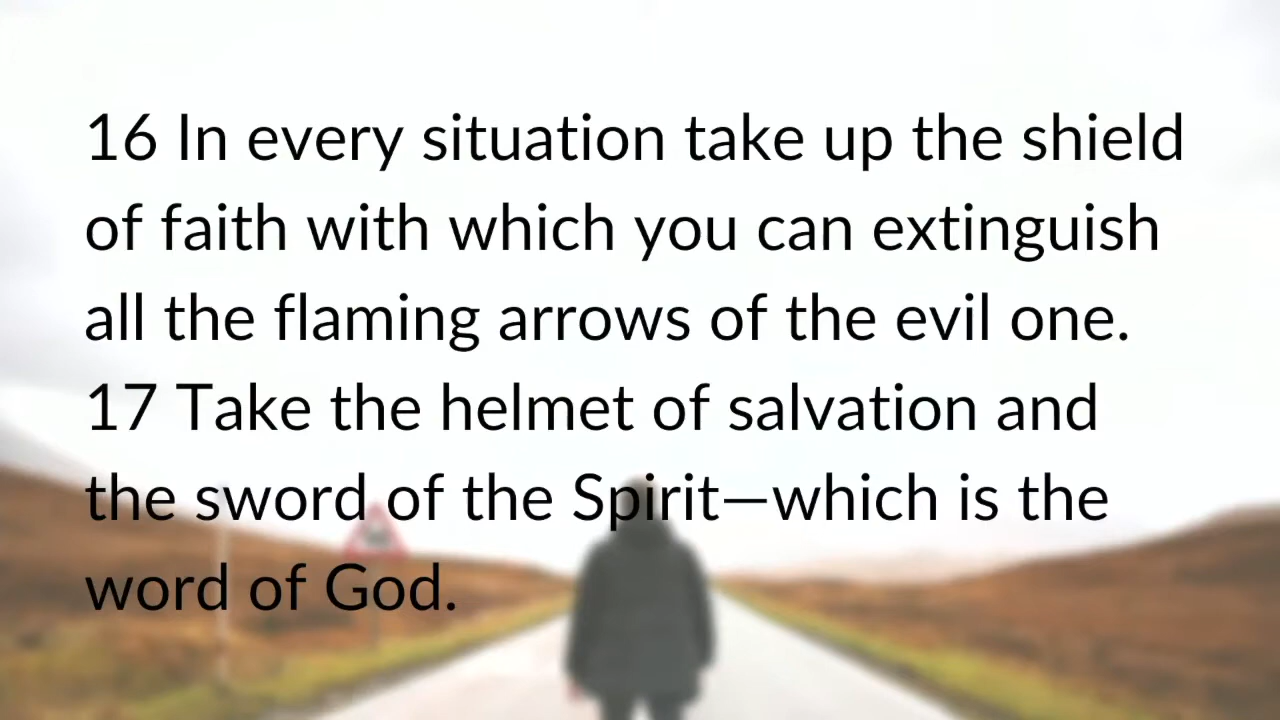 16 In every situation take up the shield
of faith with which you can extinguish
all the flaming arrows of the evil one.
17 Take the helmet of salvation and
the sword of the Spirit—which is the
word of God.